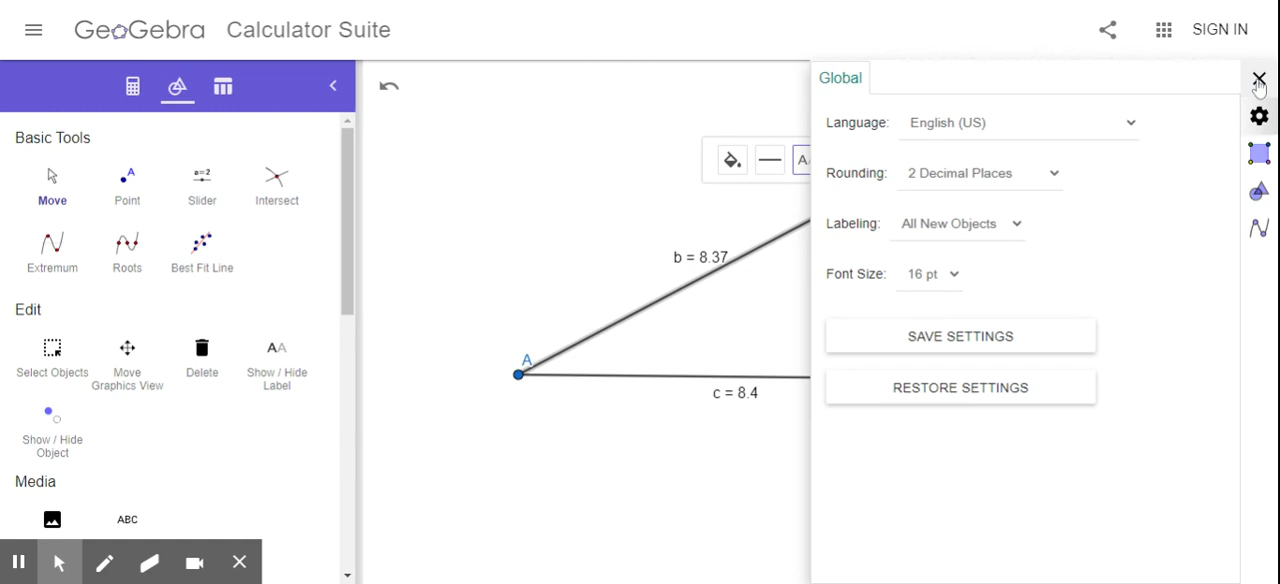 GeoGebra Calculator Suite
SIGN IN
Basic Tools
A
a=2
Move Point Slider Intersect
Extremum Roots Best Fit Line
Edit
AA
Select Objects Move Graphics View Delete Show / Hide Label
Show / Hide Object
Media
ABC
b = 8.37
A
c = 8.4
A
Global
Language: English (US)
Rounding: 2 Decimal Places
Labeling: All New Objects
Font Size: 16 pt
SAVE SETTINGS
RESTORE SETTINGS